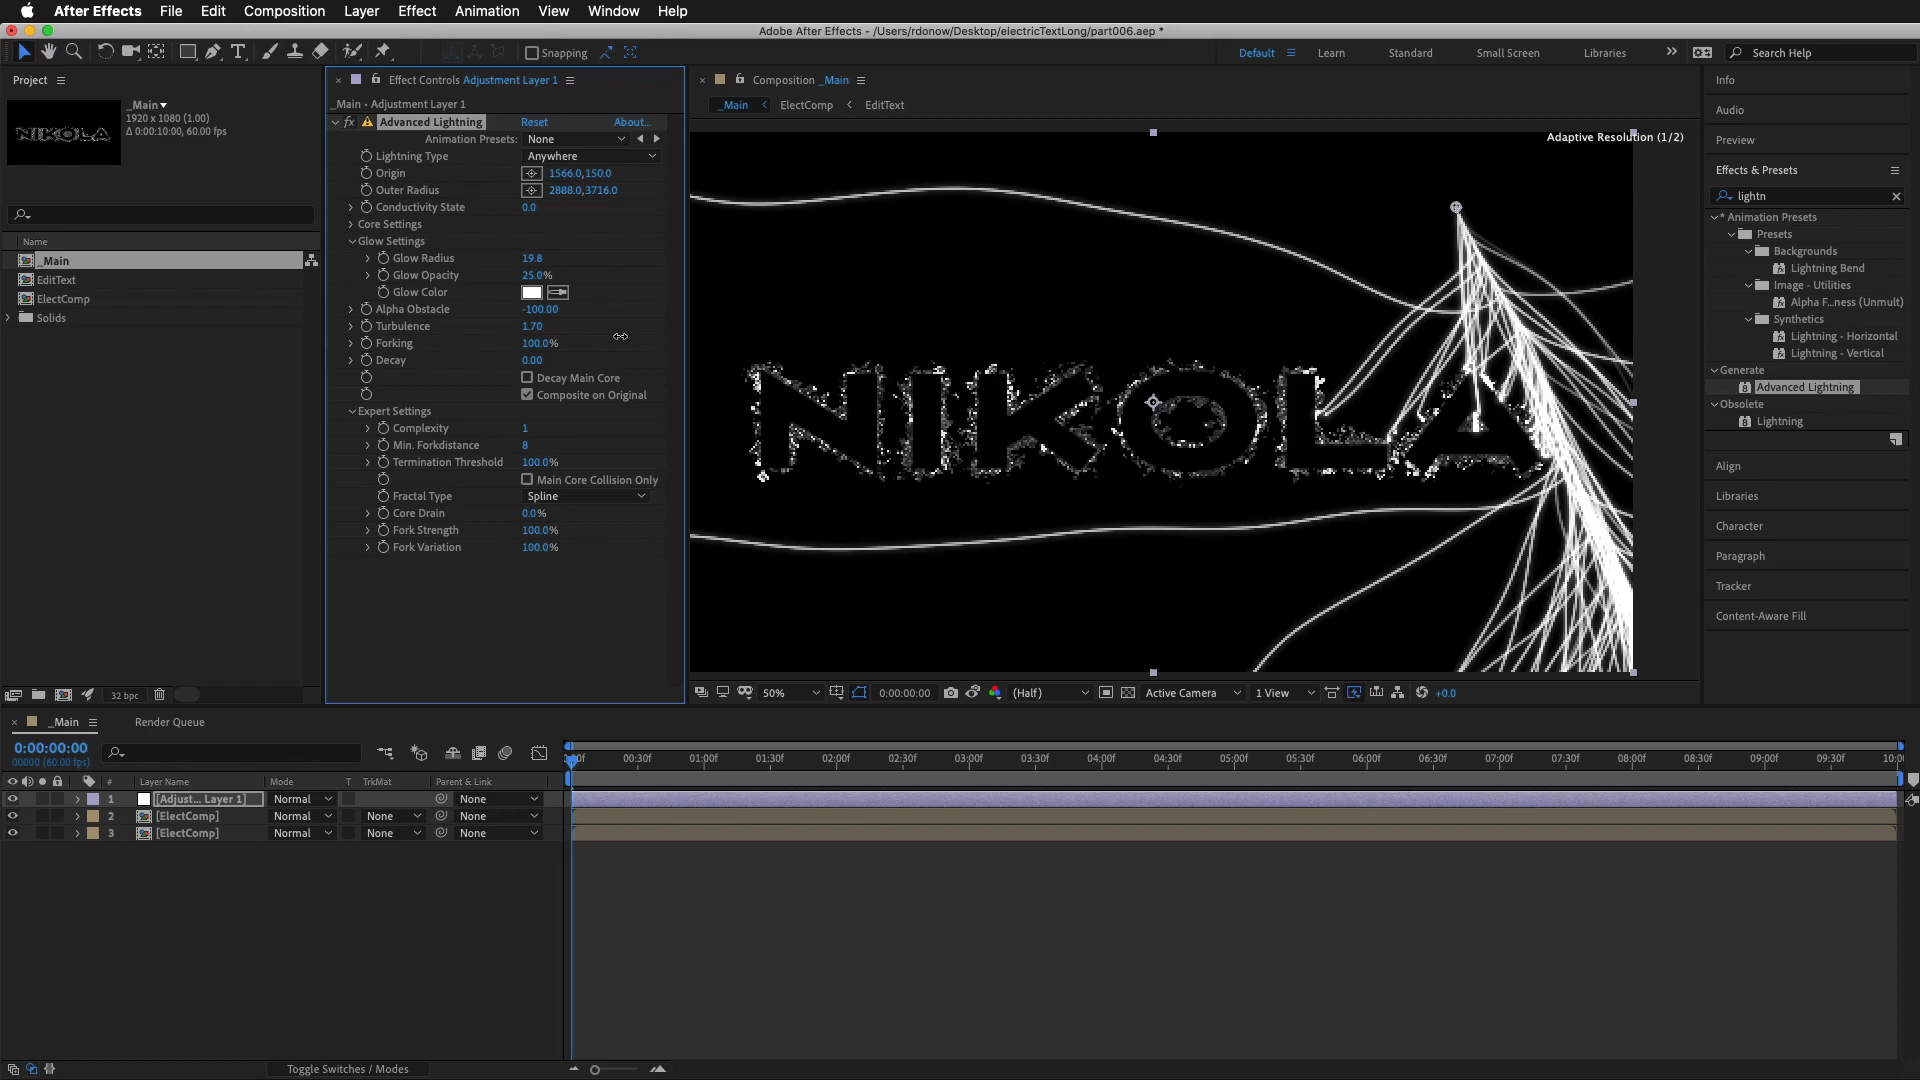 After Effects File Edit Composition Layer Effect Animation View Window Help
Adobe After Effects - /Users/rdonow/Desktop/electricTextLong/part006.aep *
Snapping Default Learn Standard Small Screen Libraries Search Help
Project
_Main
1920 x 1080 (1.00)
Δ 0:00:10:00, 60.00 fps
Name
_Main
EditText
ElectComp
Solids
32 bpc
Effect Controls Adjustment Layer 1
_Main • Adjustment Layer 1
fx Advanced Lightning Reset About...
Animation Presets: None
Lightning Type Anywhere
Origin 1566.0,150.0
Outer Radius 2888.0,3716.0
Conductivity State 0.0
Core Settings
Glow Settings
Glow Radius 19.8
Glow Opacity 25.0%
Glow Color
Alpha Obstacle -100.00
Turbulence 1.70
Forking 100.0%
Decay 0.00
Decay Main Core
Composite on Original
Expert Settings
Complexity 1
Min. Forkdistance 8
Termination Threshold 100.0%
Main Core Collision Only
Fractal Type Spline
Core Drain 0.0%
Fork Strength 100.0%
Fork Variation 100.0%
Composition _Main
_Main ElectComp EditText
Adaptive Resolution (1/2)
NIKOLA
50% 0:00:00:00 (Half) Active Camera 1 View +0.0
Info
Audio
Preview
Effects & Presets
lightn
* Animation Presets
Presets
Backgrounds
Lightning Bend
Image - Utilities
Alpha F...ness (Unmult)
Synthetics
Lightning - Horizontal
Lightning - Vertical
Generate
Advanced Lightning
Obsolete
Lightning
Align
Libraries
Character
Paragraph
Tracker
Content-Aware Fill
_Main Render Queue
0:00:00:00
00000 (60.00 fps)
00:30f 01:00f 01:30f 02:00f 02:30f 03:00f 03:30f 04:00f 04:30f 05:00f 05:30f 06:00f 06:30f 07:00f 07:30f 08:00f 08:30f 09:00f 09:30f
# Layer Name Mode T TrkMat Parent & Link
1 [Adjust... Layer 1] Normal None
2 [ElectComp] Normal None None
3 [ElectComp] Normal None None
Toggle Switches / Modes